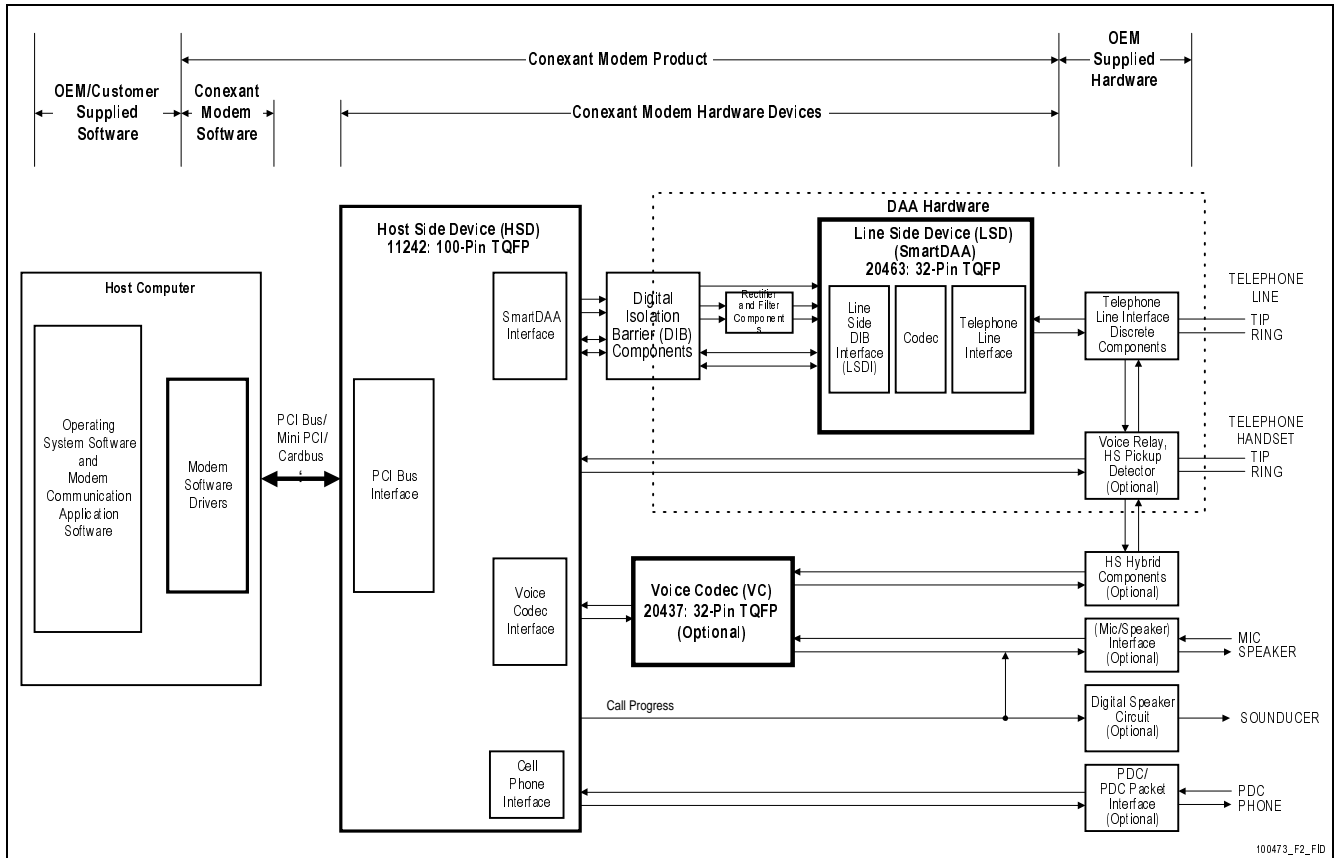 OEM
Supplied
Hardware
Conexant Modem Product
OEM/Customer
Supplied
Software
Conexant
Modem
Software
Conexant Modem Hardware Devices
DAA Hardware
Host Side Device (HSD)
11242: 100-Pin TQFP
Line Side Device (LSD)
(SmartDAA)
20463: 32-Pin TQFP
Host Computer
SmartDAA
Interface
Digital
Isolation
Barrier (DIB)
Components
Rectifier
and Filter
Component
s
Line
Side
DIB
Interface
(LSDI)
Codec
Telephone
Line
Interface
Telephone
Line Interface
Discrete
Components
TELEPHONE
LINE
TIP
RING
Operating
System Software
and
Modem
Communication
Application
Software
Modem
Software
Drivers
PCI Bus/
Mini PCI/
Cardbus
PCI Bus
Interface
Voice Relay,
HS Pickup
Detector
(Optional)
TELEPHONE
HANDSET
TIP
RING
Voice
Codec
Interface
Voice Codec (VC)
20437: 32-Pin TQFP
(Optional)
HS Hybrid
Components
(Optional)
(Mic/Speaker)
Interface
(Optional)
MIC
SPEAKER
Call Progress
Digital Speaker
Circuit
(Optional)
SOUNDUCER
Cell
Phone
Interface
PDC/
PDC Packet
Interface
(Optional)
PDC
PHONE
100473_F2_FID